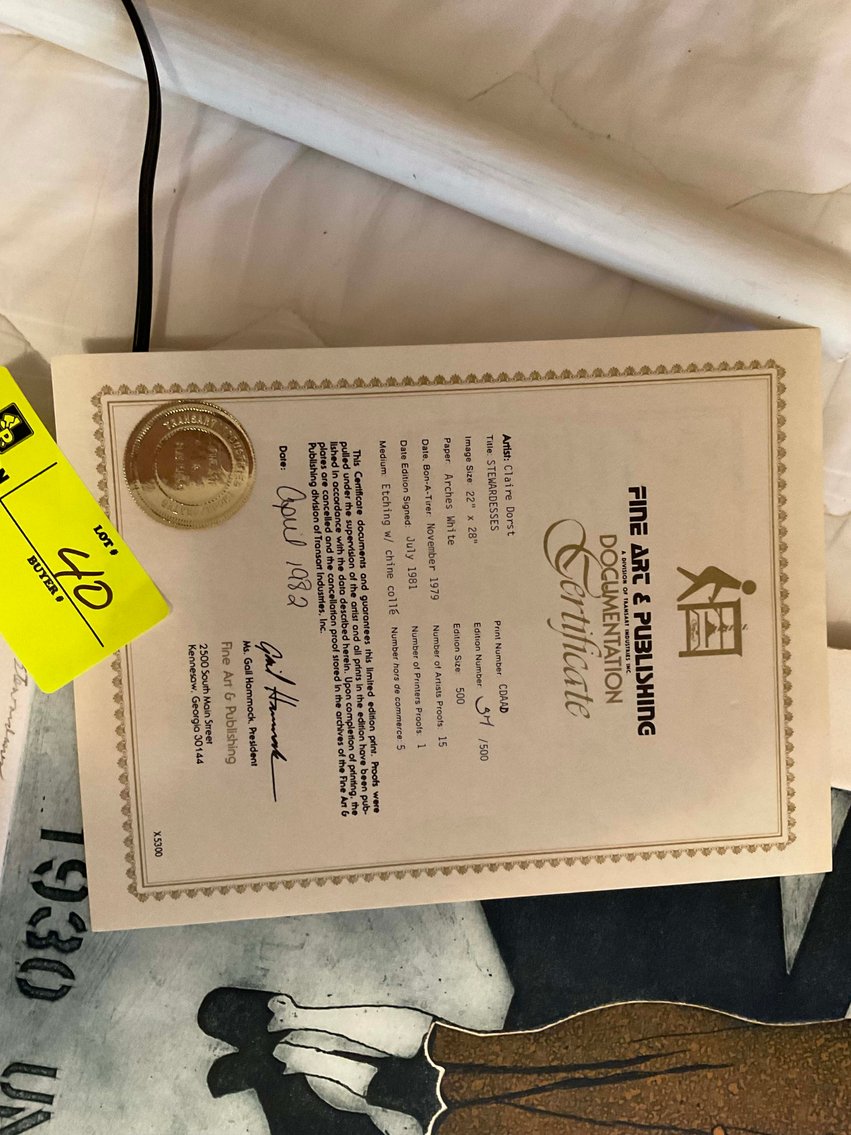 FINE ART & PUBLISHING
A DIVISION OF TRANSART INDUSTRIES INC.
DOCUMENTATION
Certificate
Artist: Claire Dorst
Title: STEWARDESSES
Image Size: 22" x 28"
Paper: Arches White
Date, Bon-A-Tirer: November 1979
Date Edition Signed: July 1981
Medium: Etching w/ chine collé
Print Number: CDAAD
Edition Number: /500
Edition Size: 500
Number of Artists Proofs: 15
Number of Printers Proofs: 1
Number hors de commerce: 5
This Certificate documents and guarantees this limited edition print. Proofs were
pulled under the supervision of the artist and all prints in the edition have been pub-
lished in accordance with the data described herein. Upon completion of printing, the
plates are cancelled and the cancellation proof stored in the archives of the Fine Art &
Publishing division of Transart Industries, Inc.
Date: April 1982
Gail Hammock
Ms. Gail Hammock, President
Fine Art & Publishing
2500 South Main Street
Kennesaw, Georgia 30144
X5300
TRANSART
LOT # 40
BUYER #
1930 UN